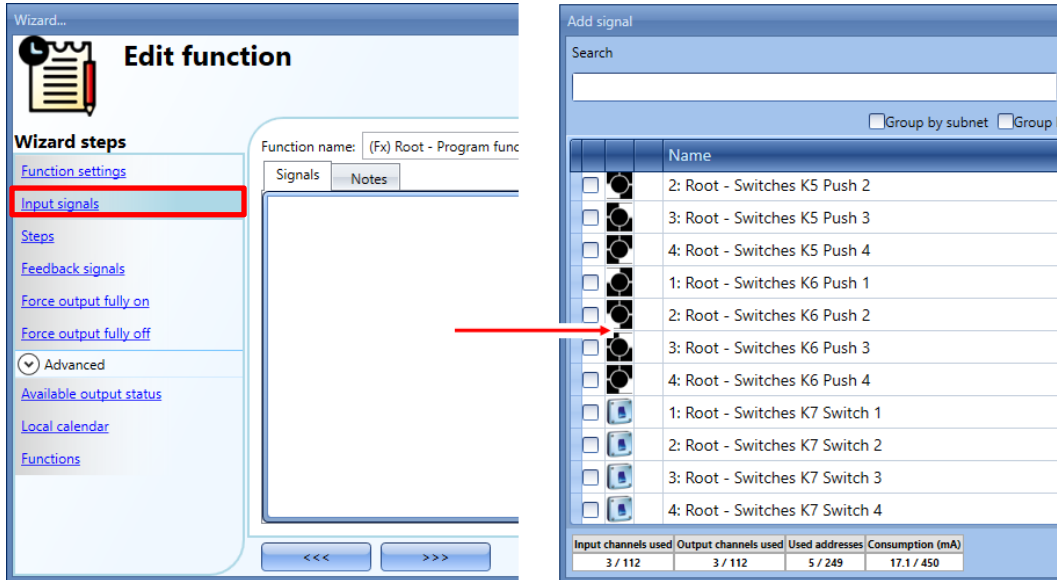 Wizard...
Edit function
Wizard steps
Function settings
Input signals
Steps
Feedback signals
Force output fully on
Force output fully off
Advanced
Available output status
Local calendar
Functions
Function name: (Fx) Root - Program func
Signals Notes
<<< >>>
Add signal
Search
Group by subnet Group
Name
2: Root - Switches K5 Push 2
3: Root - Switches K5 Push 3
4: Root - Switches K5 Push 4
1: Root - Switches K6 Push 1
2: Root - Switches K6 Push 2
3: Root - Switches K6 Push 3
4: Root - Switches K6 Push 4
1: Root - Switches K7 Switch 1
2: Root - Switches K7 Switch 2
3: Root - Switches K7 Switch 3
4: Root - Switches K7 Switch 4
Input channels used Output channels used Used addresses Consumption (mA)
3 / 112 3 / 112 5 / 249 17.1 / 450